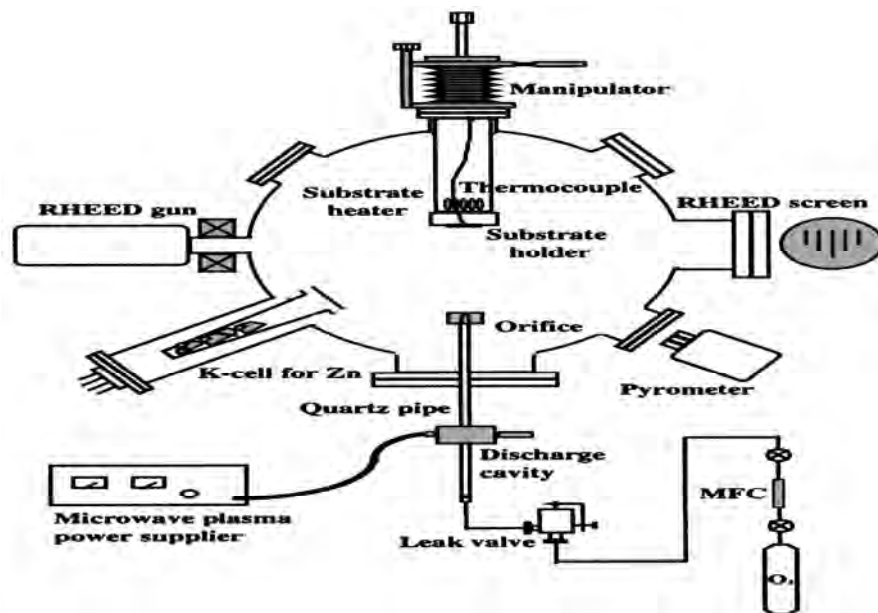 Manipulator
Substrate
heater
Thermocouple
RHEED gun
RHEED screen
Substrate
holder
Orifice
K-cell for Zn
Pyrometer
Quartz pipe
Discharge
cavity
MFC
Microwave plasma
power supplier
Leak valve
O₂